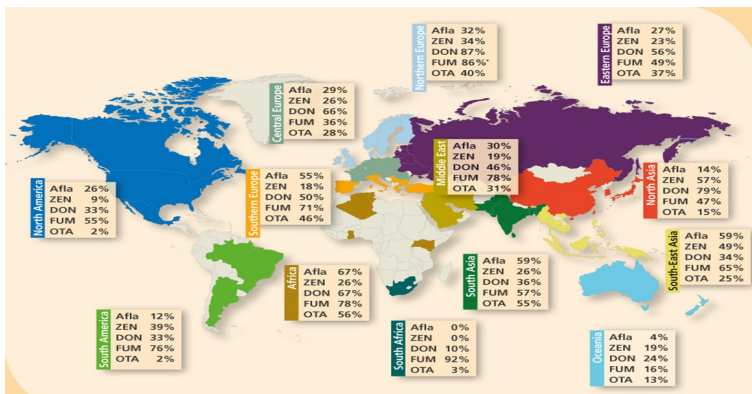 Northern Europe
Afla 32%
ZEN 34%
DON 87%
FUM 86%*
OTA 40%
Eastern Europe
Afla 27%
ZEN 23%
DON 56%
FUM 49%
OTA 37%
Central Europe
Afla 29%
ZEN 26%
DON 66%
FUM 36%
OTA 28%
Middle East
Afla 30%
ZEN 19%
DON 46%
FUM 78%
OTA 31%
North America
Afla 26%
ZEN 9%
DON 33%
FUM 55%
OTA 2%
Southern Europe
Afla 55%
ZEN 18%
DON 50%
FUM 71%
OTA 46%
North Asia
Afla 14%
ZEN 57%
DON 79%
FUM 47%
OTA 15%
Africa
Afla 67%
ZEN 26%
DON 67%
FUM 78%
OTA 56%
South Asia
Afla 59%
ZEN 26%
DON 36%
FUM 57%
OTA 55%
South-East Asia
Afla 59%
ZEN 49%
DON 34%
FUM 65%
OTA 25%
South America
Afla 12%
ZEN 39%
DON 33%
FUM 76%
OTA 2%
South Africa
Afla 0%
ZEN 0%
DON 10%
FUM 92%
OTA 3%
Oceania
Afla 4%
ZEN 19%
DON 24%
FUM 16%
OTA 13%